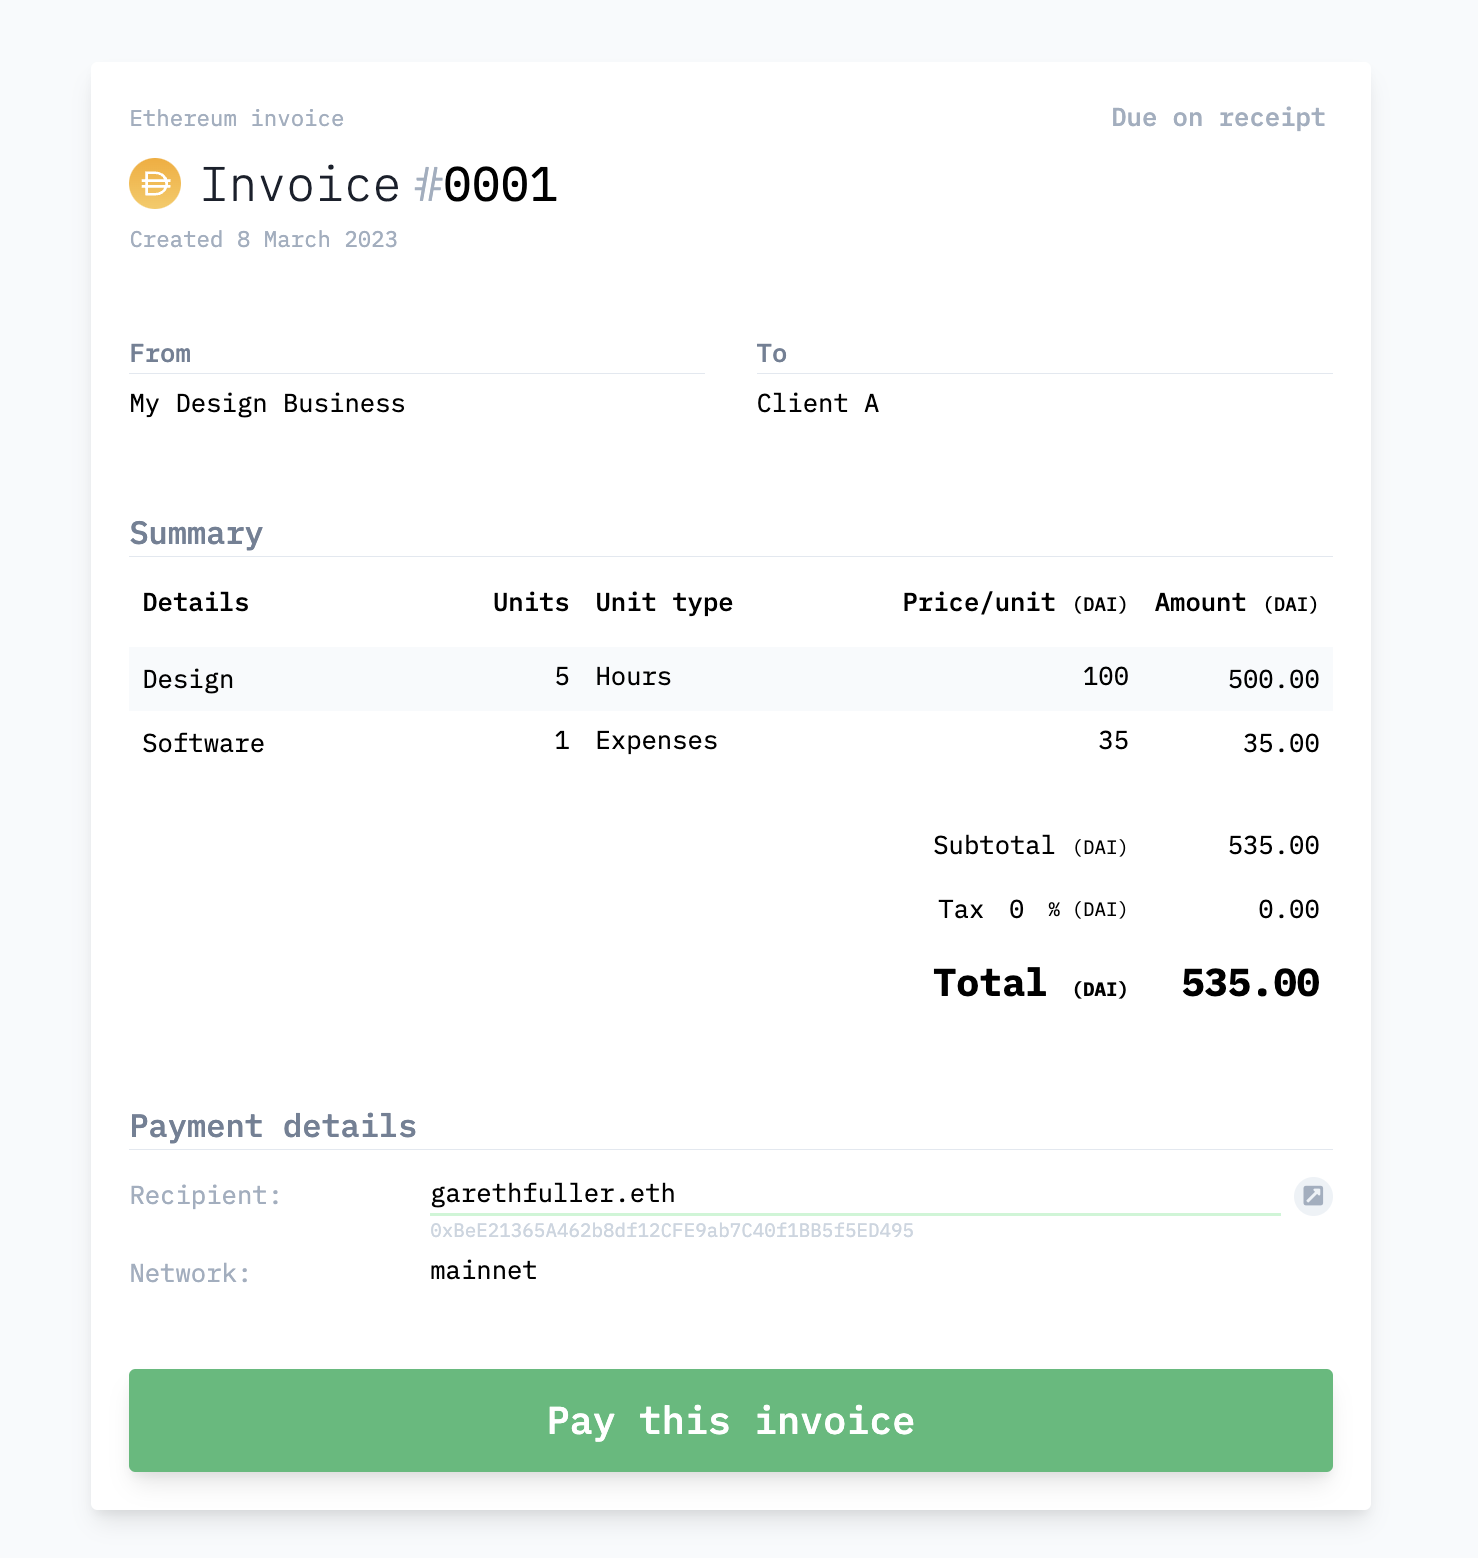 Ethereum invoice
Due on receipt
Invoice #0001
Created 8 March 2023
From
To
My Design Business
Client A
Summary
Details Units Unit type Price/unit (DAI) Amount (DAI)
Design 5 Hours 100 500.00
Software 1 Expenses 35 35.00
Subtotal (DAI) 535.00
Tax 0 % (DAI) 0.00
Total (DAI) 535.00
Payment details
Recipient: garethfuller.eth
0xBeE21365A462b8df12CFE9ab7C40f1BB5f5ED495
Network: mainnet
Pay this invoice